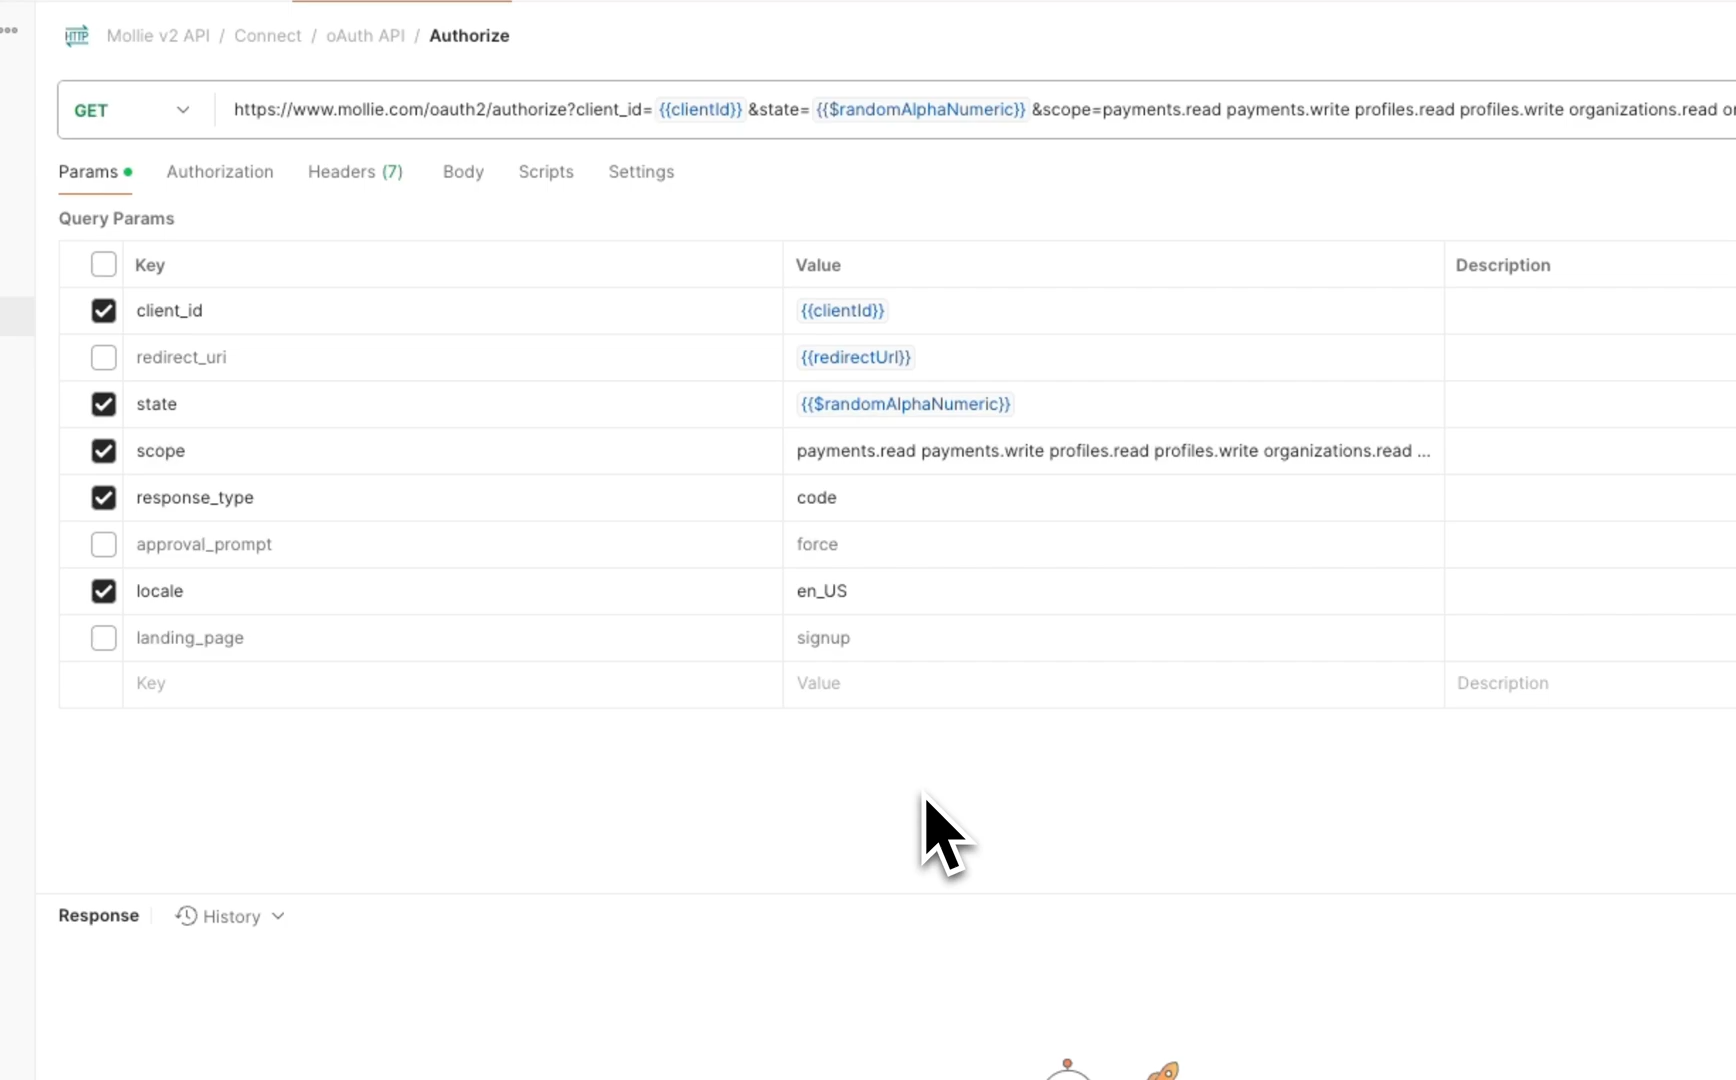 HTTP Mollie v2 API / Connect / oAuth API / Authorize
GET https://www.mollie.com/oauth2/authorize?client_id= {{clientId}} &state= {{$randomAlphaNumeric}} &scope=payments.read payments.write profiles.read profiles.write organizations.read
Params Authorization Headers (7) Body Scripts Settings
Query Params
Key Value Description
client_id {{clientId}}
redirect_uri {{redirectUrl}}
state {{$randomAlphaNumeric}}
scope payments.read payments.write profiles.read profiles.write organizations.read ...
response_type code
approval_prompt force
locale en_US
landing_page signup
Key Value Description
Response History